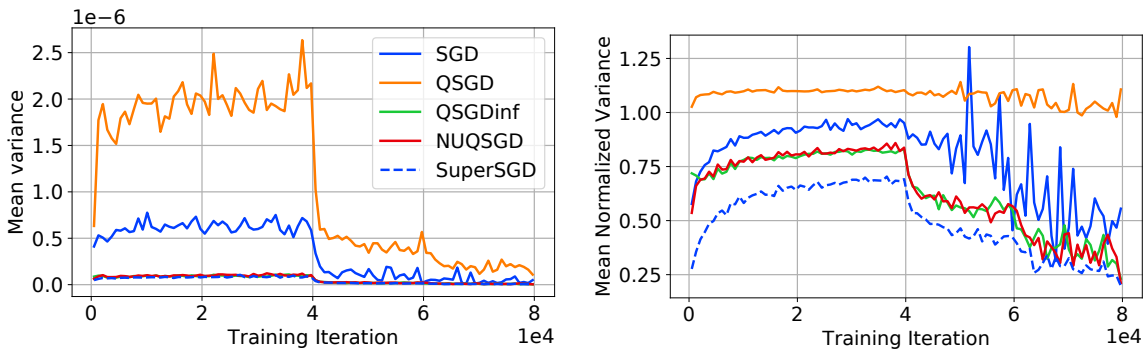 1e−6
Mean variance
2.5
2.0
1.5
1.0
0.5
0.0
SGD
QSGD
QSGDinf
NUQSGD
SuperSGD
0 2 4 6 8
Training Iteration 1e4
Mean Normalized Variance
1.25
1.00
0.75
0.50
0.25
0 2 4 6 8
Training Iteration 1e4